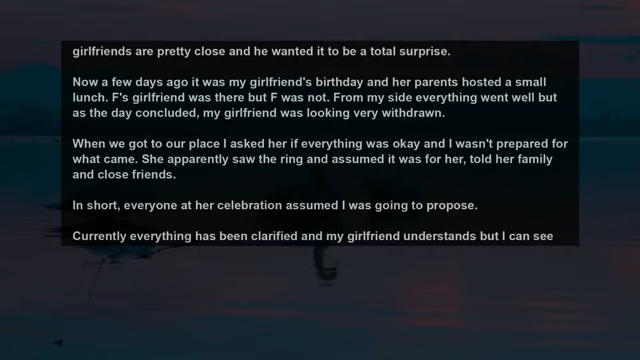 girlfriends are pretty close and he wanted it to be a total surprise.
Now a few days ago it was my girlfriend's birthday and her parents hosted a small
lunch. F's girlfriend was there but F was not. From my side everything went well but
as the day concluded, my girlfriend was looking very withdrawn.
When we got to our place I asked her if everything was okay and I wasn't prepared for
what came. She apparently saw the ring and assumed it was for her, told her family
and close friends.
In short, everyone at her celebration assumed I was going to propose.
Currently everything has been clarified and my girlfriend understands but I can see